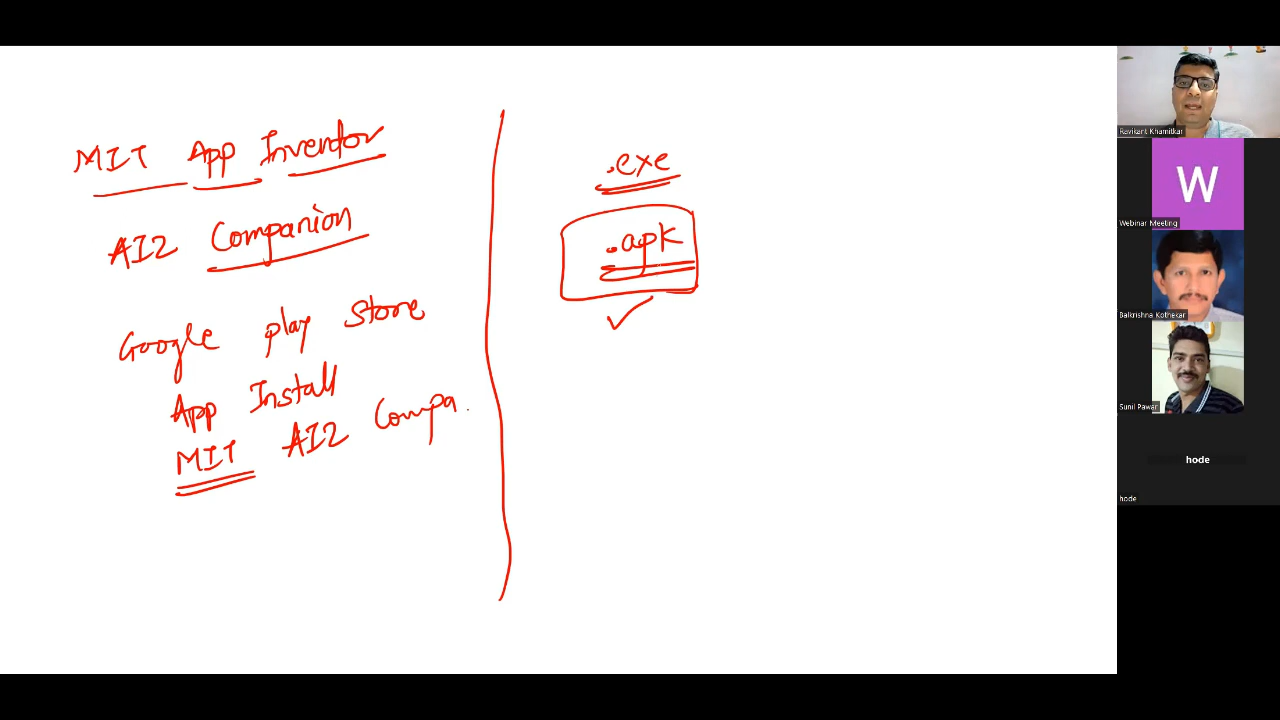 MIT App Inventor
AI2 Companion
Google play Store
App Install
MIT AI2 Compa
.exe
.apk
Ravikant Khamitkar
W
Webinar Meeting
Balkrishna Kothekar
Sunil Pawar
hode
hode